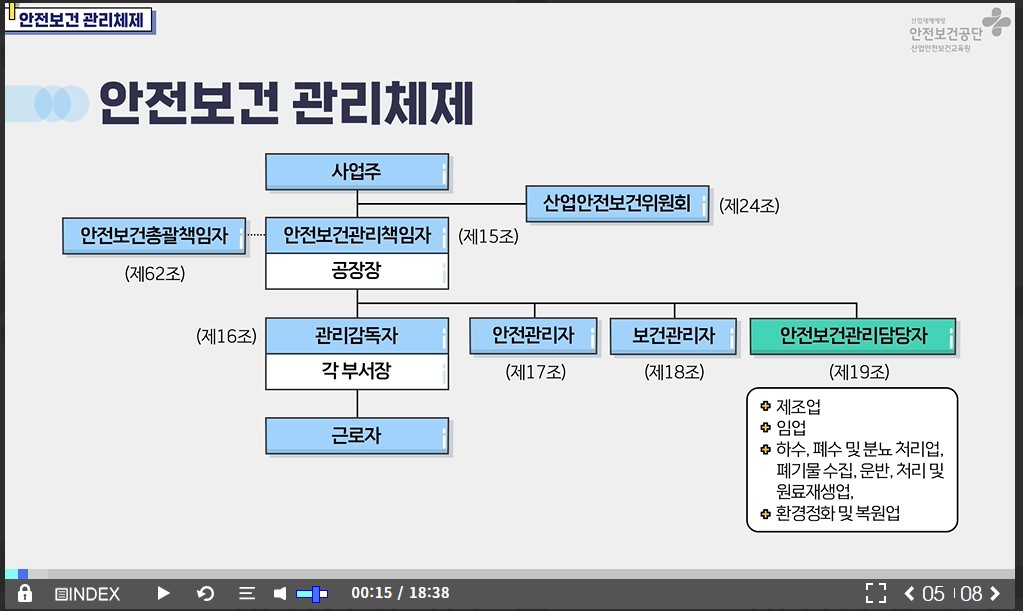 안전보건 관리체제
산업재해예방
안전보건공단
산업안전보건교육원
안전보건 관리체제
사업주
산업안전보건위원회 (제24조)
안전보건총괄책임자
(제62조)
안전보건관리책임자 (제15조)
공장장
(제16조) 관리감독자
각 부서장
안전관리자
(제17조)
보건관리자
(제18조)
안전보건관리담당자
(제19조)
근로자
제조업
임업
하수, 폐수 및 분뇨 처리업,
폐기물 수집, 운반, 처리 및
원료재생업,
환경정화 및 복원업
INDEX 00:15 / 18:38 05 08